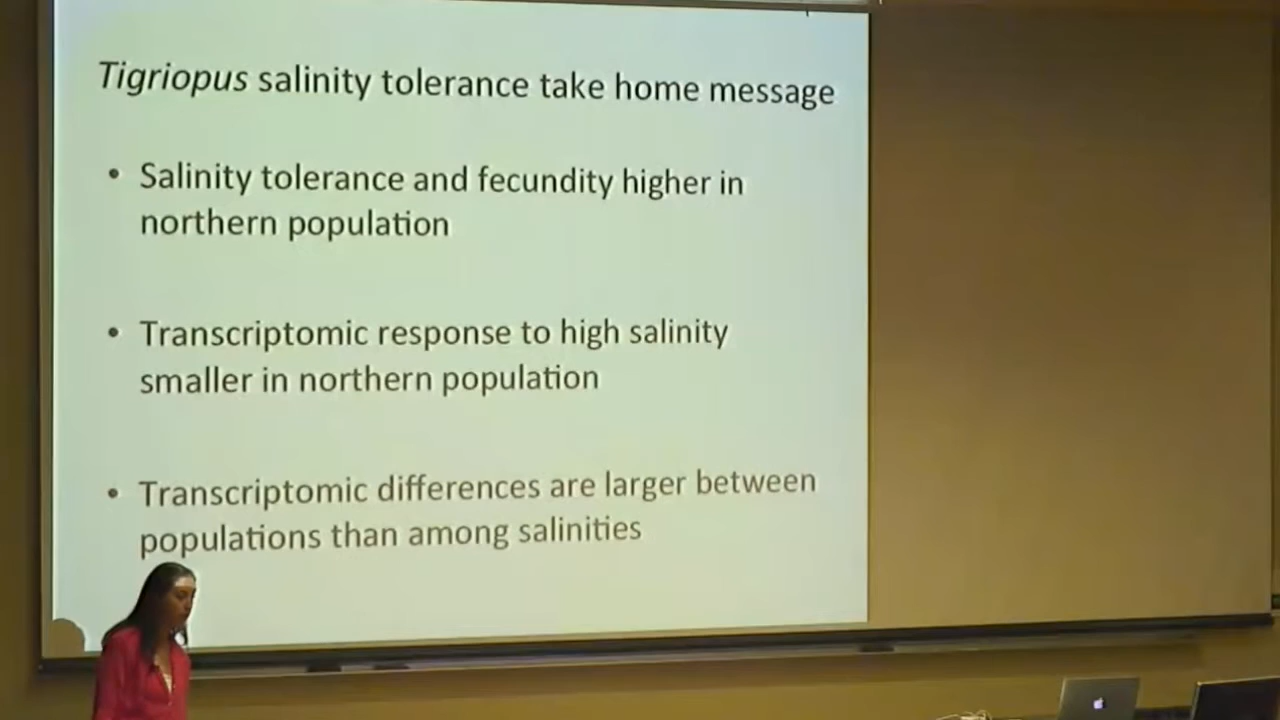 Tigriopus salinity tolerance take home message
• Salinity tolerance and fecundity higher in
northern population
• Transcriptomic response to high salinity
smaller in northern population
• Transcriptomic differences are larger between
populations than among salinities